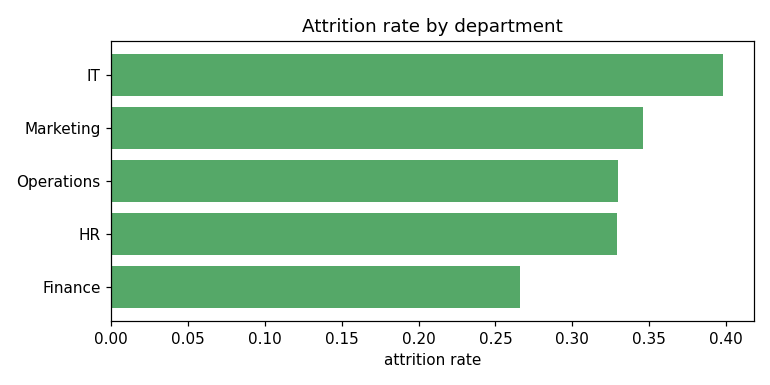 Attrition rate by department
IT
Marketing
Operations
HR
Finance
0.00 0.05 0.10 0.15 0.20 0.25 0.30 0.35 0.40
attrition rate